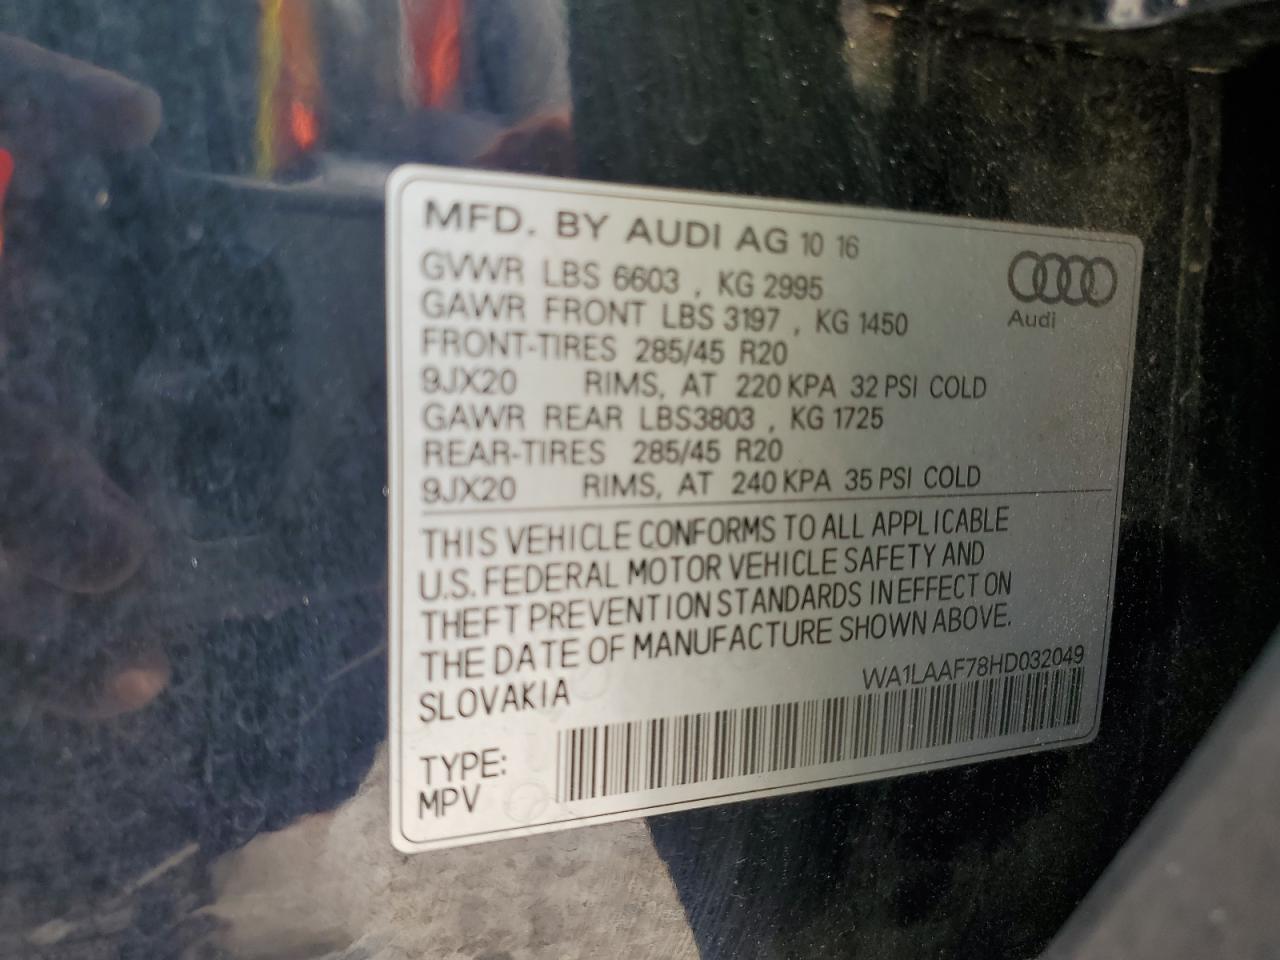 MFD. BY AUDI AG 10 16
GVWR LBS 6603 , KG 2995
GAWR FRONT LBS 3197 , KG 1450
FRONT-TIRES 285/45 R20
9JX20 RIMS, AT 220 KPA 32 PSI COLD
GAWR REAR LBS3803 , KG 1725
REAR-TIRES 285/45 R20
9JX20 RIMS, AT 240 KPA 35 PSI COLD
Audi
THIS VEHICLE CONFORMS TO ALL APPLICABLE
U.S. FEDERAL MOTOR VEHICLE SAFETY AND
THEFT PREVENTION STANDARDS IN EFFECT ON
THE DATE OF MANUFACTURE SHOWN ABOVE.
SLOVAKIA
WA1LAAF78HD032049
TYPE:
MPV